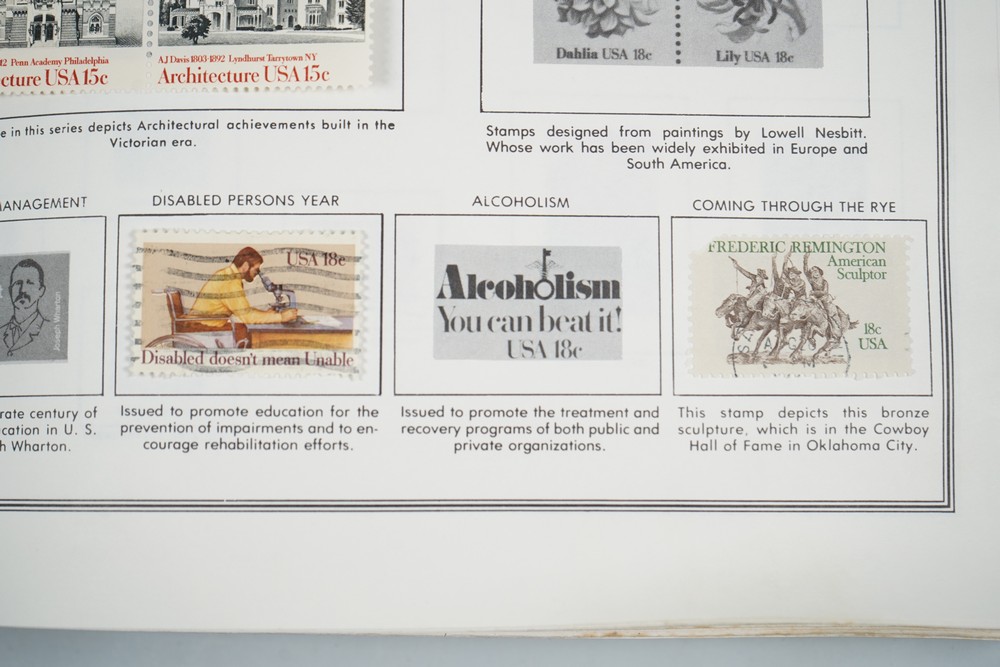 12 Penn Academy Philadelphia
cture USA 15c
AJ Davis 1803-1892 Lyndhurst Tarrytown NY
Architecture USA 15c
e in this series depicts Architectural achievements built in the
Victorian era.
Dahlia USA 18c
Lily USA 18c
Stamps designed from paintings by Lowell Nesbitt.
Whose work has been widely exhibited in Europe and
South America.
ANAGEMENT
Joseph Wharton
rate century of
cation in U. S.
h Wharton.
DISABLED PERSONS YEAR
USA 18c
Disabled doesn't mean Unable
Issued to promote education for the
prevention of impairments and to en-
courage rehabilitation efforts.
ALCOHOLISM
Alcoholism
You can beat it!
USA 18c
Issued to promote the treatment and
recovery programs of both public and
private organizations.
COMING THROUGH THE RYE
FREDERIC REMINGTON
American
Sculptor
18c
USA
This stamp depicts this bronze
sculpture, which is in the Cowboy
Hall of Fame in Oklahoma City.